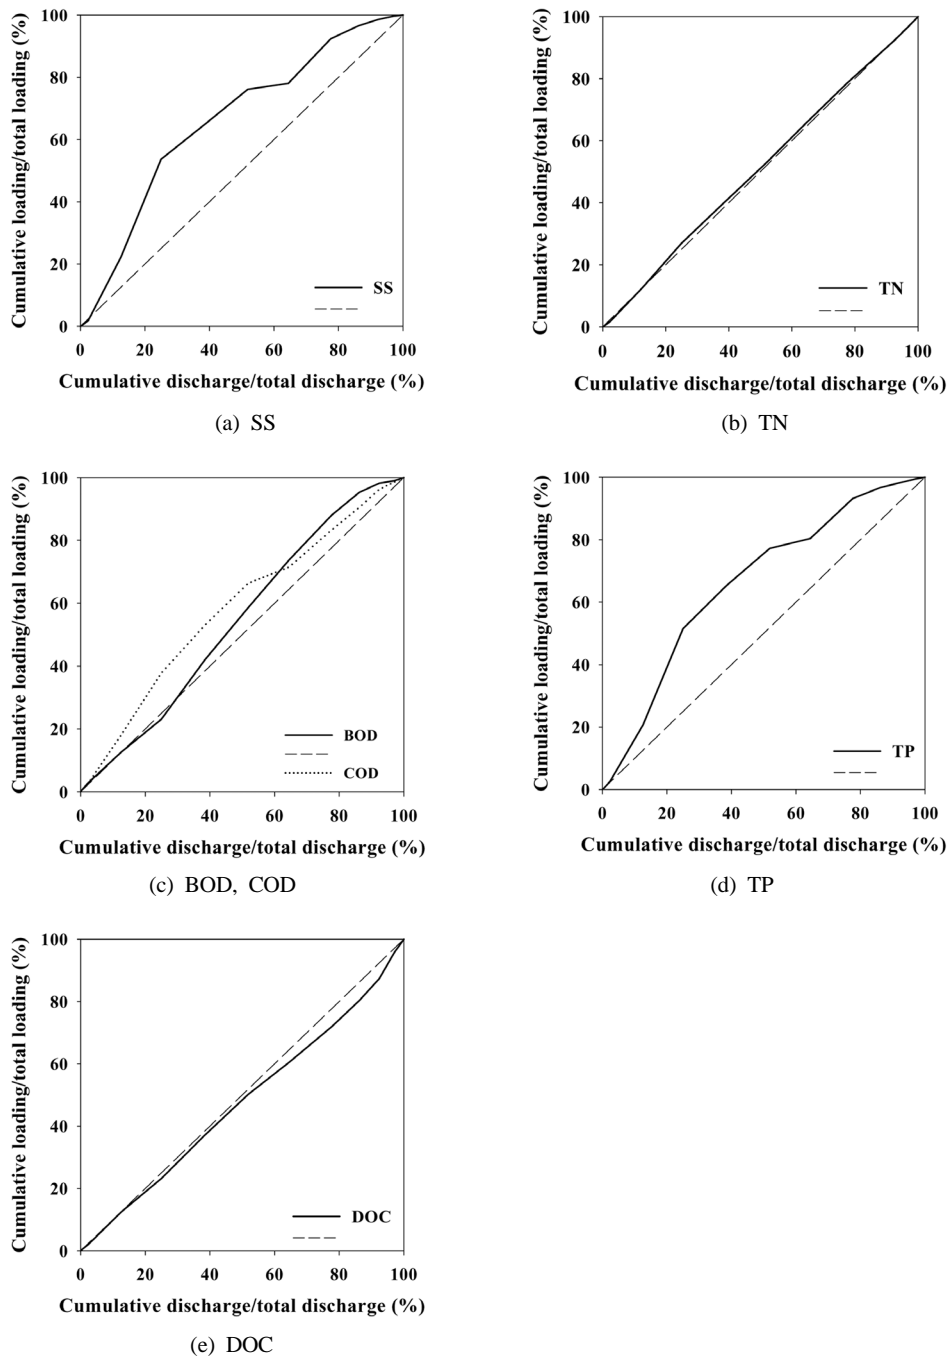 Cumulative loading/total loading (%)
100
80
60
40
20
0
SS
0 20 40 60 80 100
Cumulative discharge/total discharge (%)
(a) SS
Cumulative loading/total loading (%)
100
80
60
40
20
0
TN
0 20 40 60 80 100
Cumulative discharge/total discharge (%)
(b) TN
Cumulative loading/total loading (%)
100
80
60
40
20
0
BOD
COD
0 20 40 60 80 100
Cumulative discharge/total discharge (%)
(c) BOD, COD
Cumulative loading/total loading (%)
100
80
60
40
20
0
TP
0 20 40 60 80 100
Cumulative discharge/total discharge (%)
(d) TP
Cumulative loading/total loading (%)
100
80
60
40
20
0
DOC
0 20 40 60 80 100
Cumulative discharge/total discharge (%)
(e) DOC